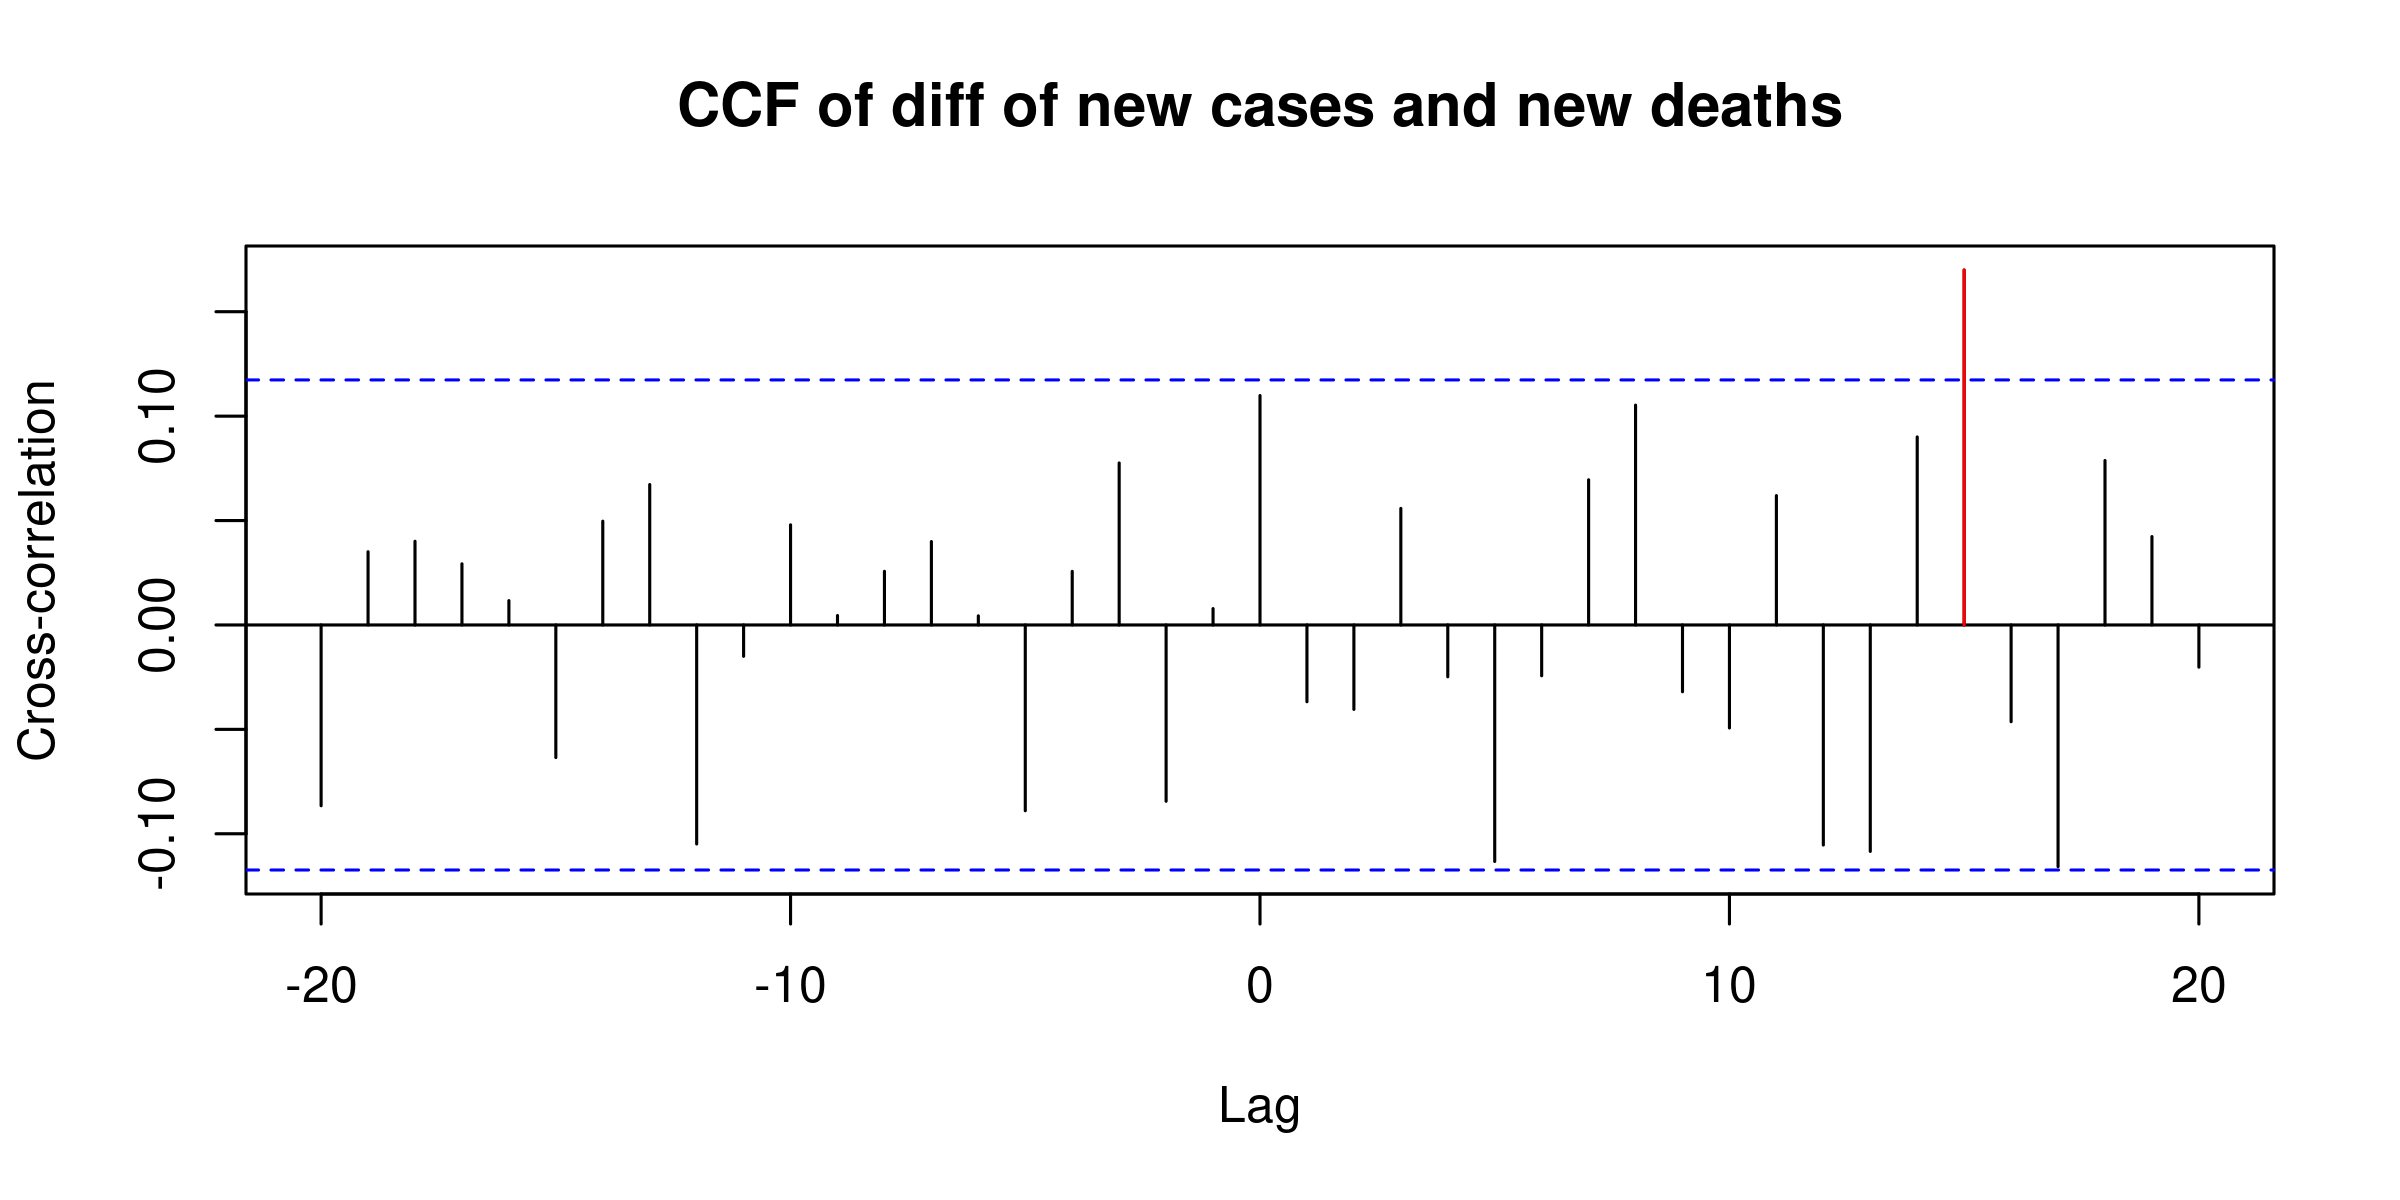 CCF of diff of new cases and new deaths
Cross-correlation
0.10
0.00
-0.10
-20 -10 0 10 20
Lag